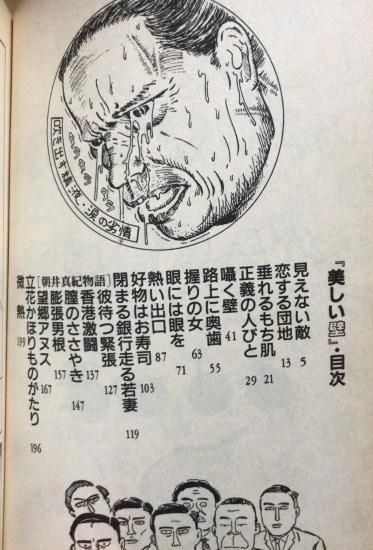 吹き出す精液・涙の劣情
『美しい壁』・目次
見えない敵 5
恋する団地 13
垂れるもち肌 21
正義の人びと 29
囁く壁 41
路上に奥歯 55
握りの女 63
眼には眼を 71
熱い出口 87
好物はお寿司 103
閉まる銀行走る若妻 119
彼待つ緊張 127
[朝井真紀物語]
香港激闘 137
膣のささやき 147
膨張男根 157
望郷アヌス 167
立花かほりものがたり 196
微熱 199